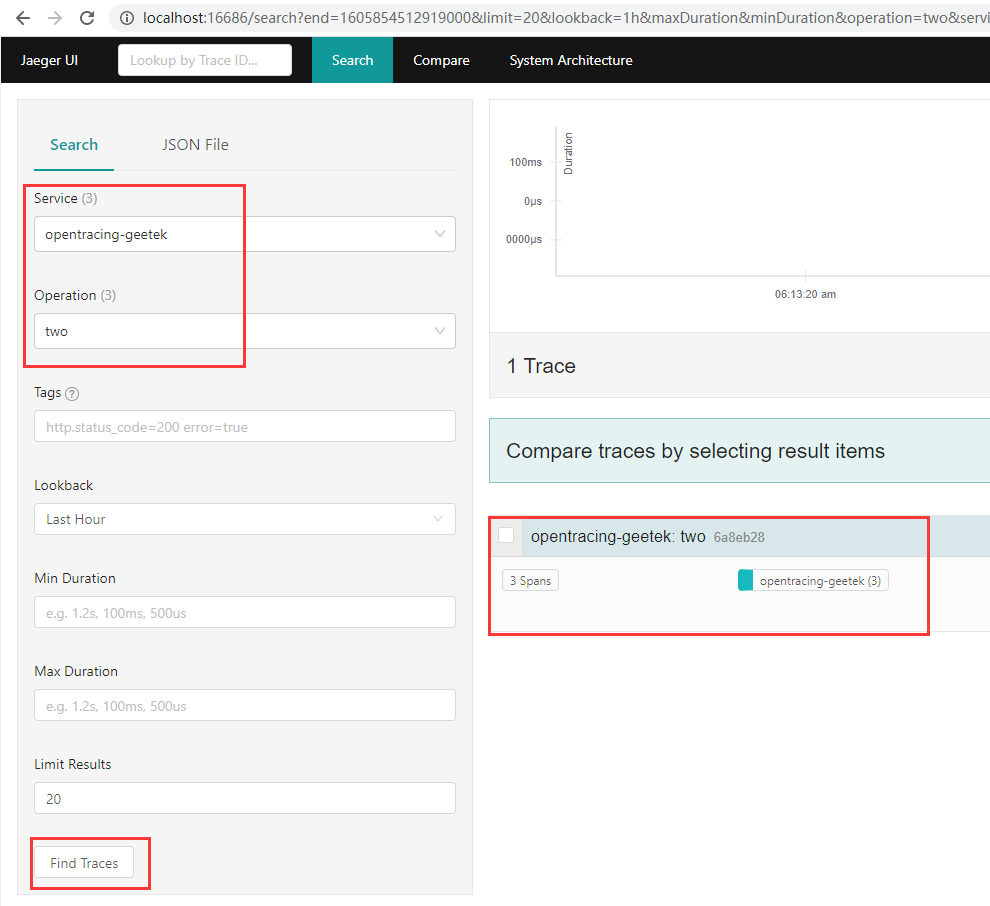 localhost:16686/search?end=1605854512919000&limit=20&lookback=1h&maxDuration&minDuration&operation=two&servi
Jaeger UI
Lookup by Trace ID...
Search
Compare
System Architecture
Search
JSON File
Service (3)
opentracing-geetek
Operation (3)
two
Tags ?
http.status_code=200 error=true
Lookback
Last Hour
Min Duration
e.g. 1.2s, 100ms, 500us
Max Duration
e.g. 1.2s, 100ms, 500us
Limit Results
20
Find Traces
Duration
100ms
0µs
0000µs
06:13:20 am
1 Trace
Compare traces by selecting result items
opentracing-geetek: two 6a8eb28
3 Spans
opentracing-geetek (3)